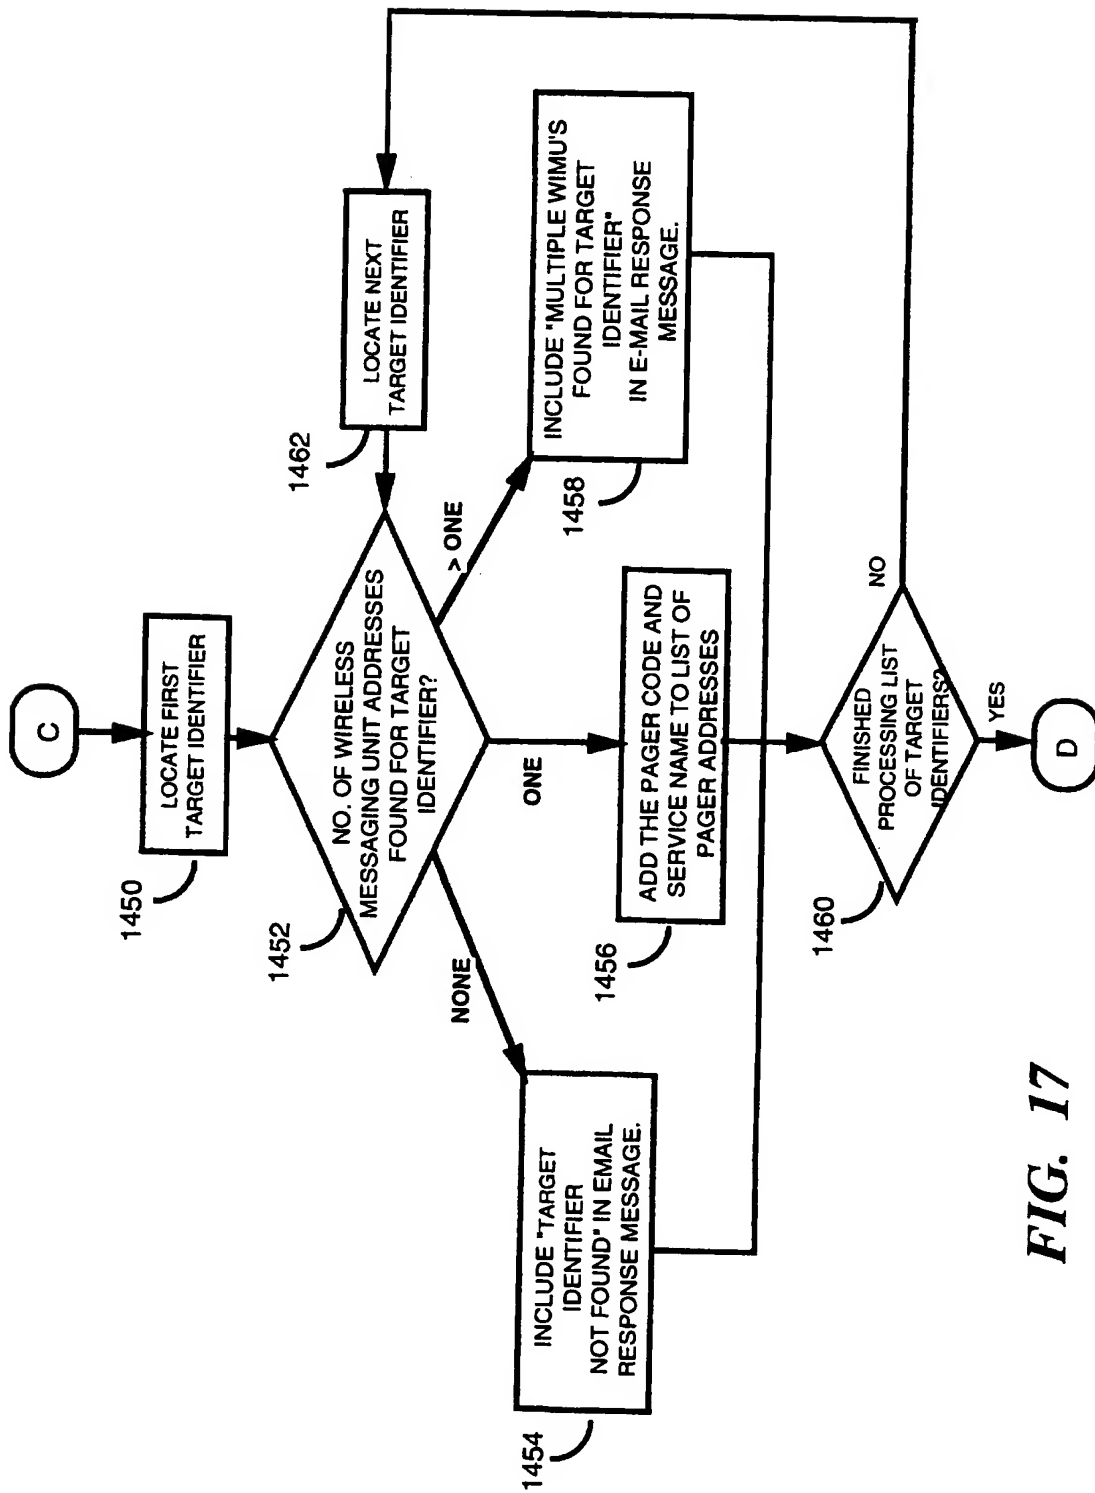 C
LOCATE FIRST
TARGET IDENTIFIER
1450
LOCATE NEXT
TARGET IDENTIFIER
1462
NO. OF WIRELESS
MESSAGING UNIT ADDRESSES
FOUND FOR TARGET
IDENTIFIER?
1452
NONE
ONE
> ONE
INCLUDE "TARGET
IDENTIFIER
NOT FOUND" IN EMAIL
RESPONSE MESSAGE.
1454
ADD THE PAGER CODE AND
SERVICE NAME TO LIST OF
PAGER ADDRESSES
1456
INCLUDE "MULTIPLE WIMU'S
FOUND FOR TARGET
IDENTIFIER"
IN E-MAIL RESPONSE
MESSAGE.
1458
FINISHED
PROCESSING LIST
OF TARGET
IDENTIFIERS?
1460
NO
YES
D
FIG. 17